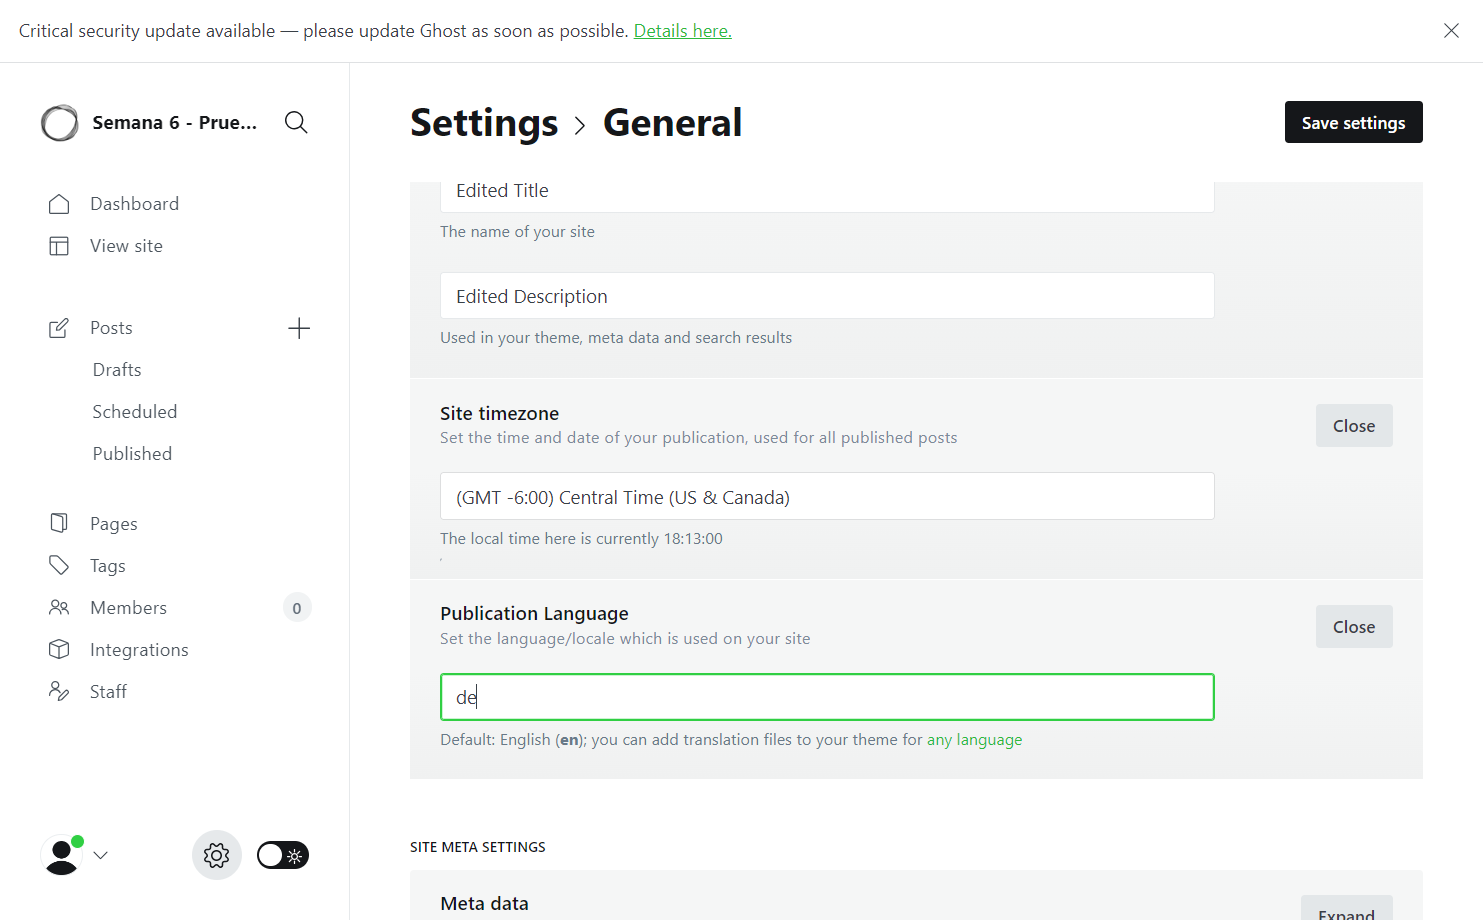 Critical security update available — please update Ghost as soon as possible. Details here.
Semana 6 - Prue...
Dashboard
View site
Posts
Drafts
Scheduled
Published
Pages
Tags
Members 0
Integrations
Staff
Settings > General
Save settings
Edited Title
The name of your site
Edited Description
Used in your theme, meta data and search results
Site timezone
Set the time and date of your publication, used for all published posts
Close
(GMT -6:00) Central Time (US & Canada)
The local time here is currently 18:13:00
Publication Language
Set the language/locale which is used on your site
Close
de
Default: English (en); you can add translation files to your theme for any language
SITE META SETTINGS
Meta data
Expand